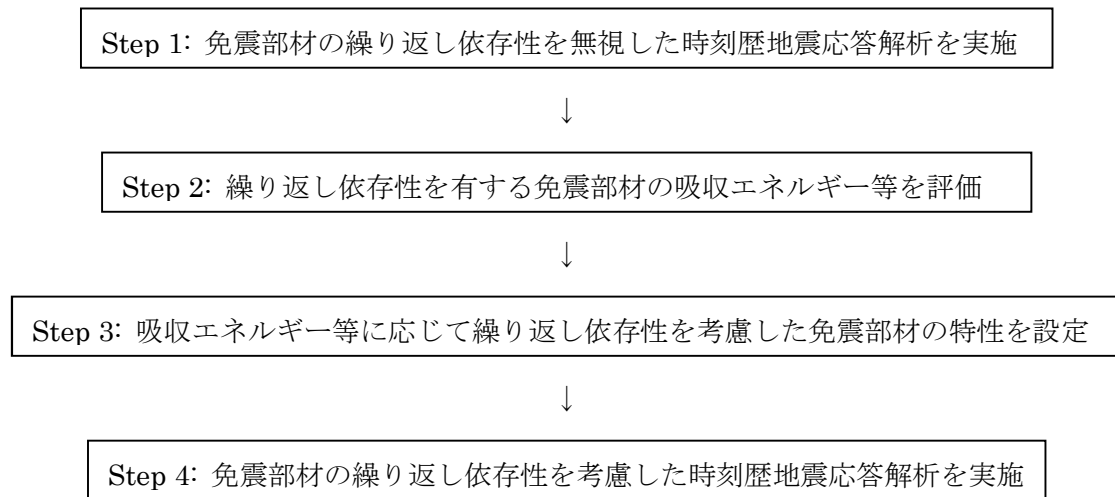 Step 1: 免震部材の繰り返し依存性を無視した時刻歴地震応答解析を実施
↓
Step 2: 繰り返し依存性を有する免震部材の吸収エネルギー等を評価
↓
Step 3: 吸収エネルギー等に応じて繰り返し依存性を考慮した免震部材の特性を設定
↓
Step 4: 免震部材の繰り返し依存性を考慮した時刻歴地震応答解析を実施